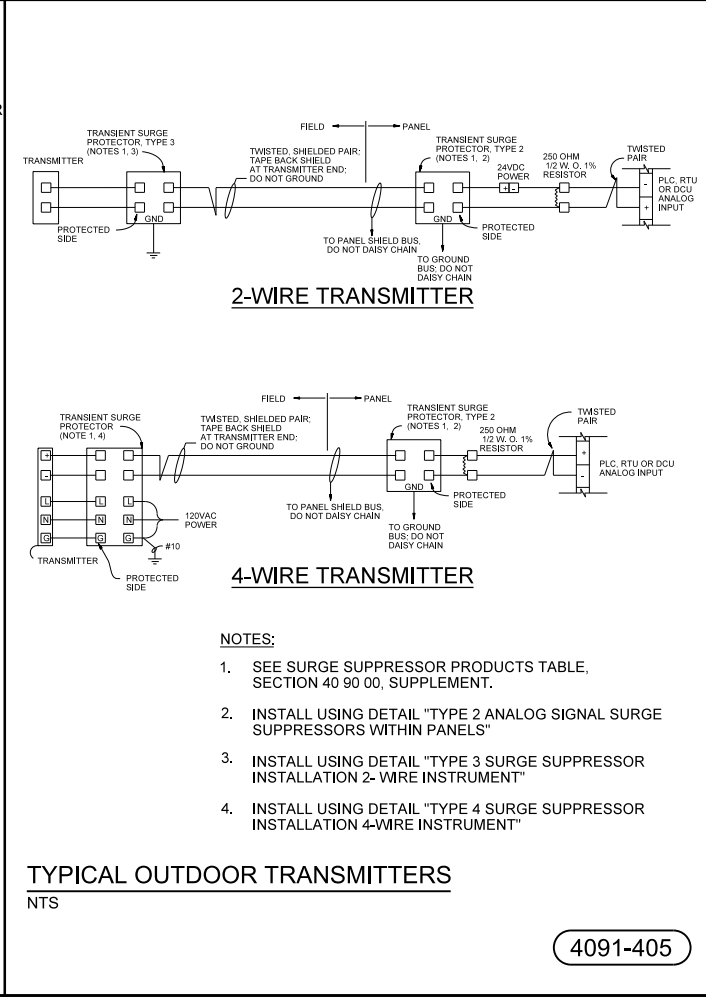 R
FIELD
PANEL
TRANSIENT SURGE
PROTECTOR, TYPE 3
(NOTES 1, 3)
TRANSMITTER
TWISTED, SHIELDED PAIR;
TAPE BACK SHIELD
AT TRANSMITTER END;
DO NOT GROUND
TRANSIENT SURGE
PROTECTOR, TYPE 2
(NOTES 1, 2)
24VDC
POWER
+ -
250 OHM
1/2 W. O. 1%
RESISTOR
TWISTED
PAIR
-
+
PLC, RTU
OR DCU
ANALOG
INPUT
PROTECTED
SIDE
GND
TO PANEL SHIELD BUS,
DO NOT DAISY CHAIN
GND
PROTECTED
SIDE
TO GROUND
BUS; DO NOT
DAISY CHAIN
2-WIRE TRANSMITTER
FIELD
PANEL
TRANSIENT SURGE
PROTECTOR
(NOTE 1, 4)
TWISTED, SHIELDED PAIR;
TAPE BACK SHIELD
AT TRANSMITTER END;
DO NOT GROUND
TRANSIENT SURGE
PROTECTOR, TYPE 2
(NOTES 1, 2)
250 OHM
1/2 W. O. 1%
RESISTOR
TWISTED
PAIR
+
-
PLC, RTU OR DCU
ANALOG INPUT
+
-
L L L
N N N
G G G
120VAC
POWER
#10
TRANSMITTER
PROTECTED
SIDE
TO PANEL SHIELD BUS,
DO NOT DAISY CHAIN
GND
PROTECTED
SIDE
TO GROUND
BUS; DO NOT
DAISY CHAIN
4-WIRE TRANSMITTER
NOTES:
1. SEE SURGE SUPPRESSOR PRODUCTS TABLE,
SECTION 40 90 00, SUPPLEMENT.
2. INSTALL USING DETAIL "TYPE 2 ANALOG SIGNAL SURGE
SUPPRESSORS WITHIN PANELS"
3. INSTALL USING DETAIL "TYPE 3 SURGE SUPPRESSOR
INSTALLATION 2- WIRE INSTRUMENT"
4. INSTALL USING DETAIL "TYPE 4 SURGE SUPPRESSOR
INSTALLATION 4-WIRE INSTRUMENT"
TYPICAL OUTDOOR TRANSMITTERS
NTS
4091-405